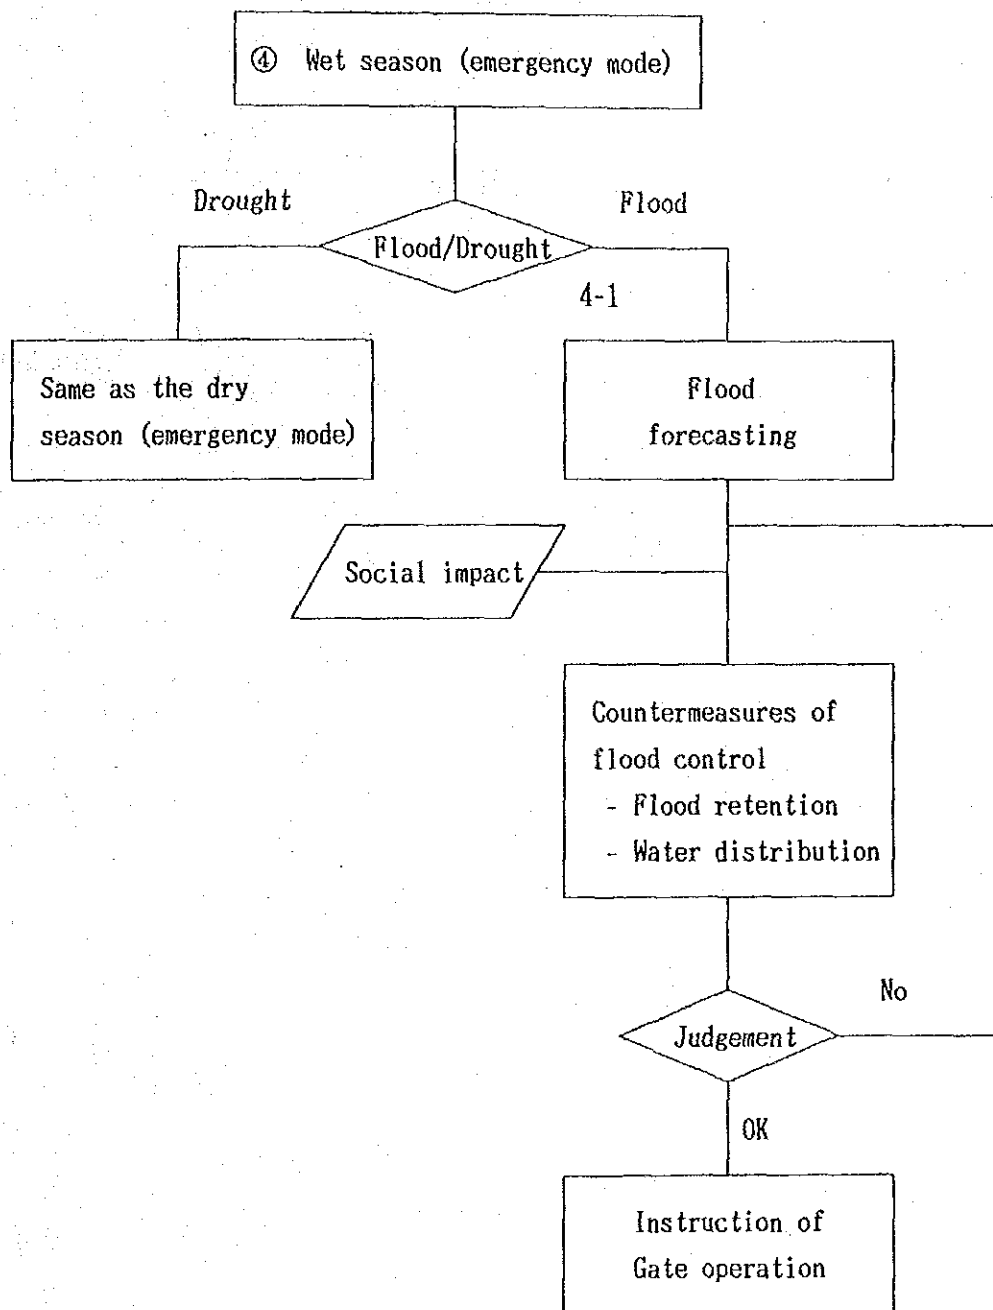 ④ Wet season (emergency mode)
Drought
Flood
Flood/Drought
4-1
Same as the dry
season (emergency mode)
Flood
forecasting
Social impact
Countermeasures of
flood control
- Flood retention
- Water distribution
No
Judgement
OK
Instruction of
Gate operation